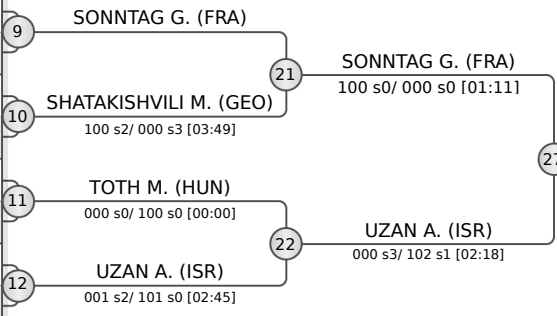 9
SONNTAG G. (FRA)
21
SONNTAG G. (FRA)
100 s0/ 000 s0 [01:11]
10
SHATAKISHVILI M. (GEO)
100 s2/ 000 s3 [03:49]
27
11
TOTH M. (HUN)
000 s0/ 100 s0 [00:00]
22
UZAN A. (ISR)
000 s3/ 102 s1 [02:18]
12
UZAN A. (ISR)
001 s2/ 101 s0 [02:45]